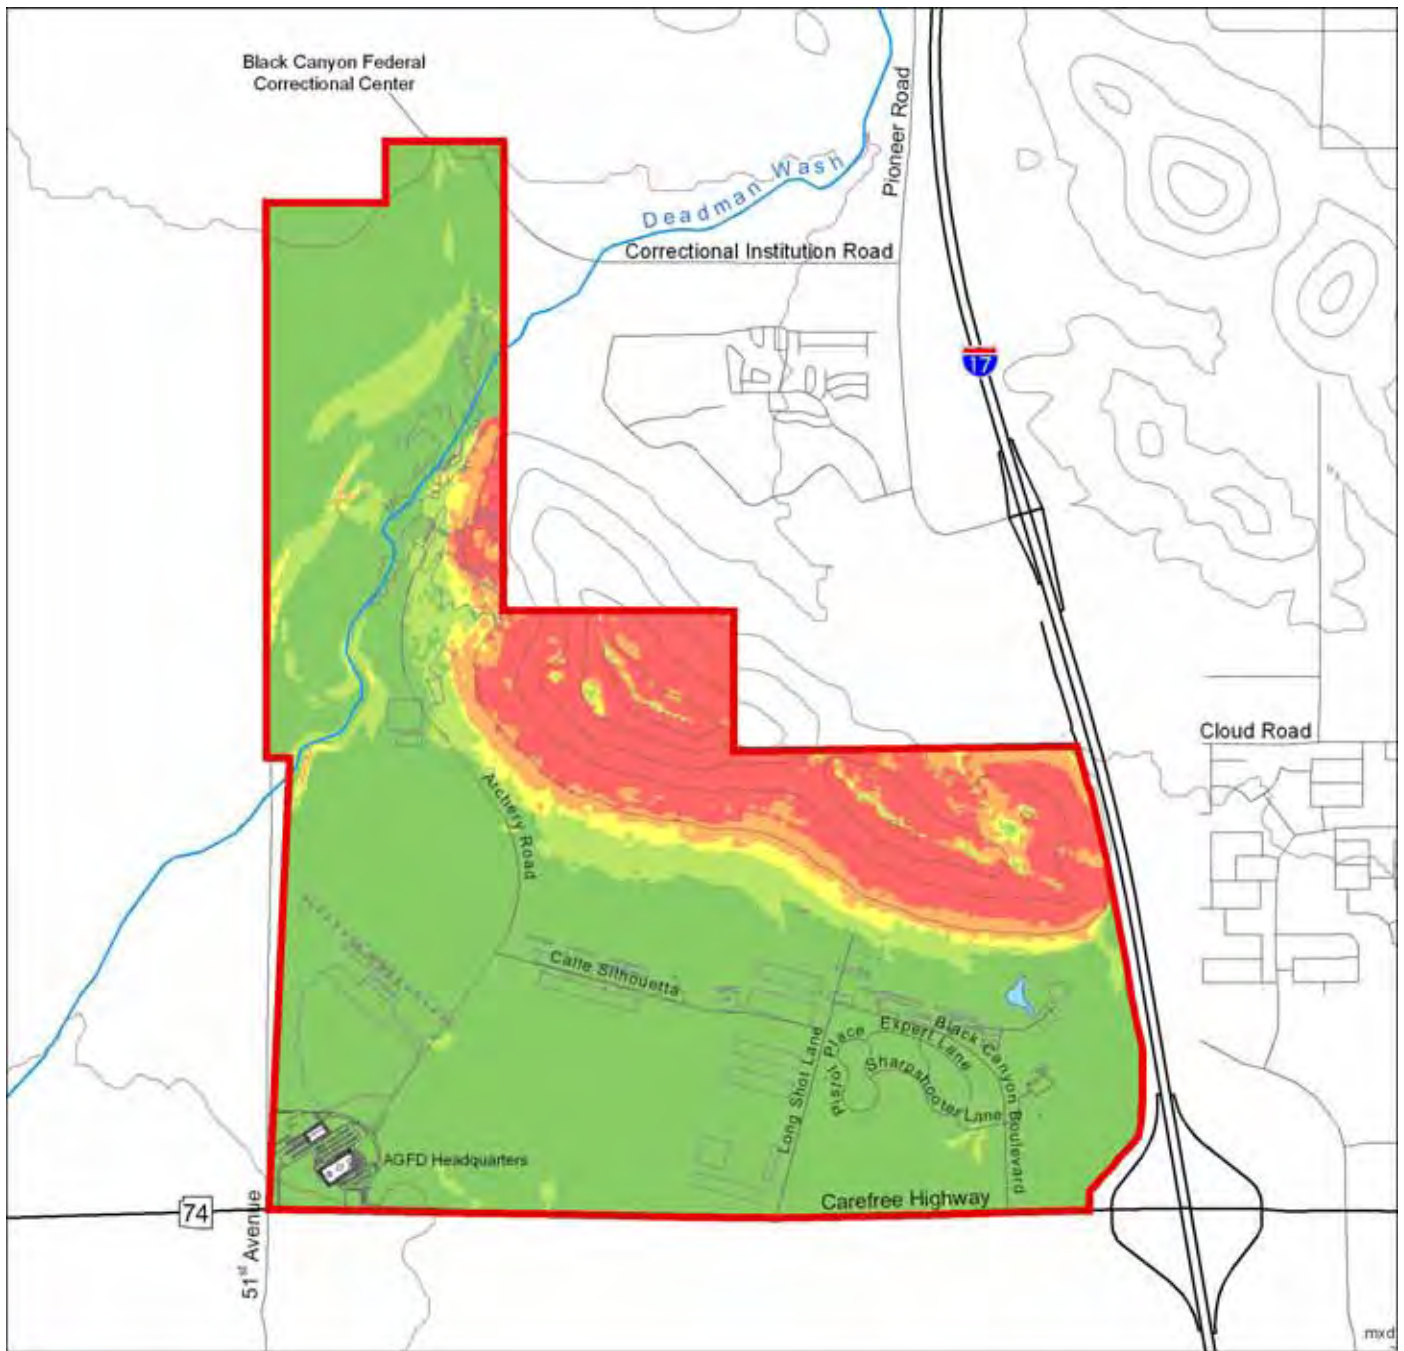 Black Canyon Federal
Correctional Center
Pioneer Road
Deadman Wash
Correctional Institution Road
17
Cloud Road
Archery Road
Calle Silhouetta
Long Shot Lane
Pistol Place
Expert Lane
Black Canyon Boulevard
Sharpshooter Lane
AGFD Headquarters
Carefree Highway
74
51st Avenue
mxd